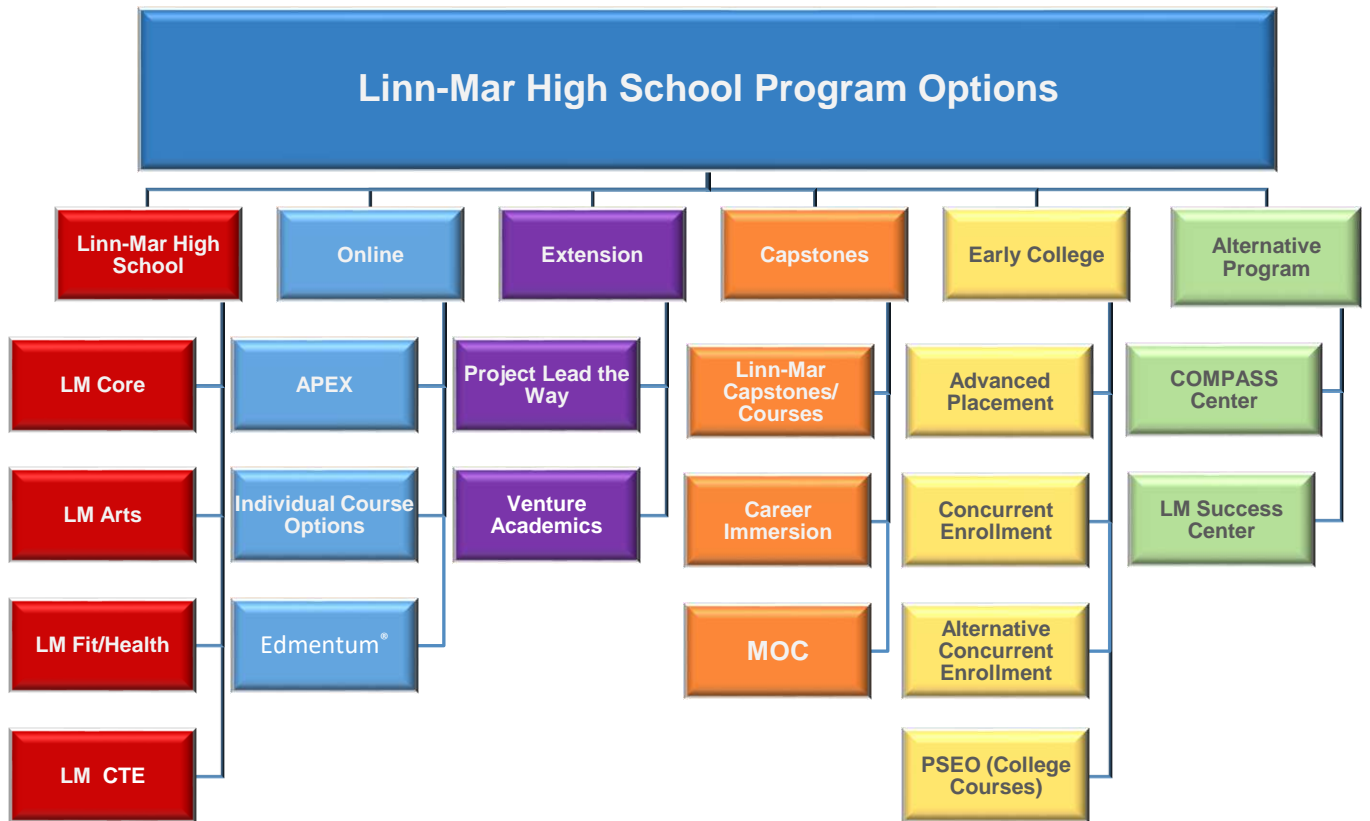 Linn-Mar High School Program Options
Linn-Mar High
School
Online
Extension
Capstones
Early College
Alternative
Program
LM Core
APEX
Project Lead the
Way
Linn-Mar
Capstones/
Courses
Advanced
Placement
COMPASS
Center
LM Arts
Individual Course
Options
Venture
Academics
Career
Immersion
Concurrent
Enrollment
LM Success
Center
LM Fit/Health
Edmentum®
MOC
Alternative
Concurrent
Enrollment
LM CTE
PSEO (College
Courses)